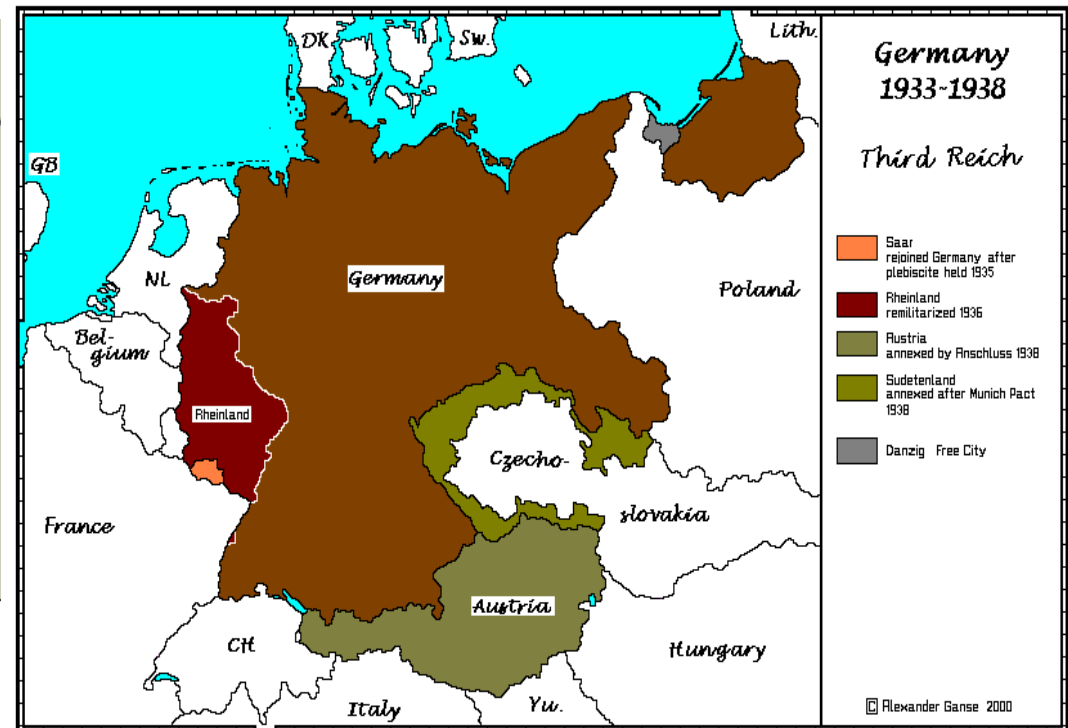 Germany
1933-1938
Third Reich
Saar
rejoined Germany after
plebiscite held 1935
Rheinland
remilitarized 1936
Austria
annexed by Anschluss 1938
Sudetenland
annexed after Munich Pact
1938
Danzig Free City
DK
Sw.
Lith.
GB
NL
Germany
Poland
Bel-
gium
Rheinland
Czecho-
slovakia
France
Austria
CH
Hungary
Italy
Yu.
C Alexander Ganse 2000